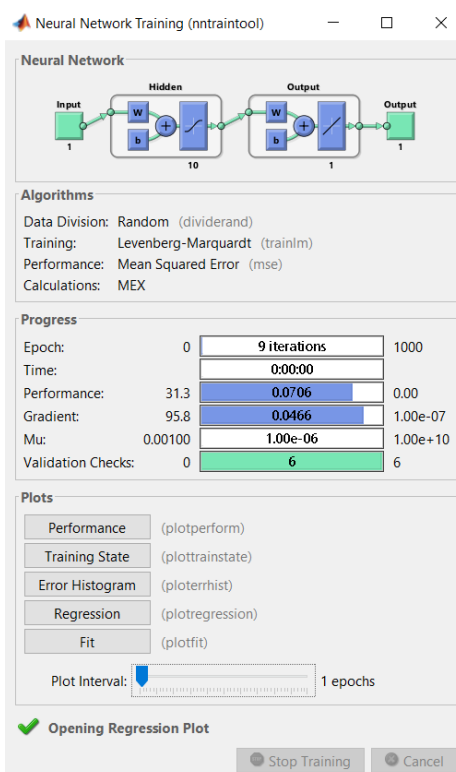 Neural Network Training (nntraintool)
Neural Network
Hidden Output
Input W W Output
b b
1 10 1 1
Algorithms
Data Division: Random (dividerand)
Training: Levenberg-Marquardt (trainlm)
Performance: Mean Squared Error (mse)
Calculations: MEX
Progress
Epoch: 0 9 iterations 1000
Time: 0:00:00
Performance: 31.3 0.0706 0.00
Gradient: 95.8 0.0466 1.00e-07
Mu: 0.00100 1.00e-06 1.00e+10
Validation Checks: 0 6 6
Plots
Performance (plotperform)
Training State (plottrainstate)
Error Histogram (ploterrhist)
Regression (plotregression)
Fit (plotfit)
Plot Interval: 1 epochs
Opening Regression Plot
Stop Training Cancel